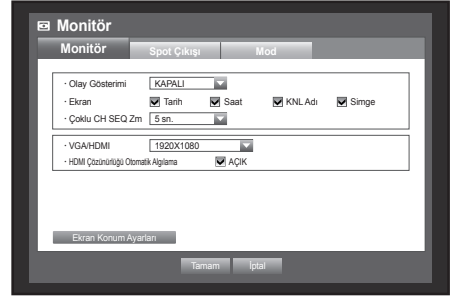 Monitör
Monitör Spot Çıkışı Mod
· Olay Gösterimi KAPALI
· Ekran Tarih Saat KNL Adı Simge
· Çoklu CH SEQ Zm 5 sn.
· VGA/HDMI 1920X1080
· HDMI Çözünürlüğü Otomatik Algılama AÇIK
Ekran Konum Ayarları
Tamam İptal